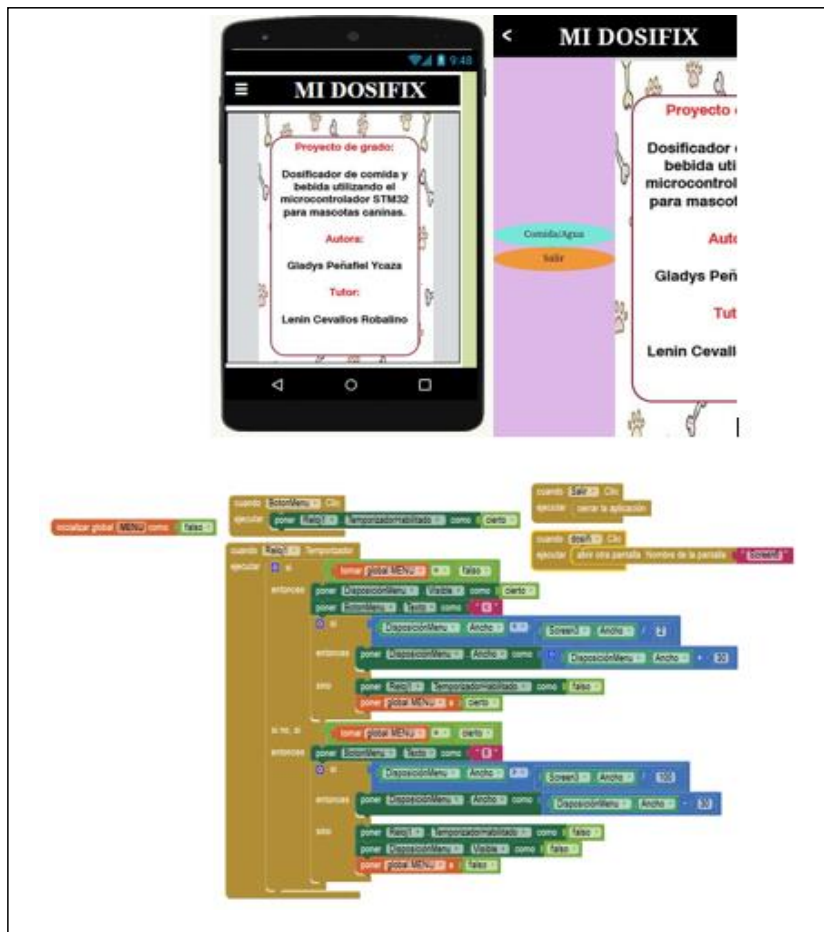 9:48
MI DOSIFIX
Proyecto de grado:
Dosificador de comida y
bebida utilizando el
microcontrolador STM32
para mascotas caninas.
Autora:
Gladys Peñafiel Ycaza
Tutor:
Lenin Cevallos Robalino
< MI DOSIFIX
Comida/Agua
Salir
Proyecto
Dosificador
bebida uti
microcontrol
para mascot
Auto
Gladys Peñ
Tut
Lenin Cevall
inicializar global MENU como falso
cuando BotonMenu Clic
ejecutar poner Reloj1 TemporizadorHabilitado como cierto
cuando Salir Clic
ejecutar cerrar la aplicación
cuando dosifi Clic
ejecutar abrir otra pantalla Nombre de la pantalla
cuando Reloj1 Temporizador
ejecutar si tomar global MENU = falso
entonces poner DisposiciónMenu Visible como cierto
poner BotonMenu Texto como
si DisposiciónMenu Ancho Screen3 Ancho / 2
entonces poner DisposiciónMenu Ancho como DisposiciónMenu Ancho + 30
sino poner Reloj1 TemporizadorHabilitado como falso
poner global MENU a cierto
si no, si tomar global MENU = cierto
entonces poner BotonMenu Texto como
si DisposiciónMenu Ancho Screen3 Ancho / 100
entonces poner DisposiciónMenu Ancho como DisposiciónMenu Ancho - 30
sino poner Reloj1 TemporizadorHabilitado como falso
poner DisposiciónMenu Visible como falso
poner global MENU a falso